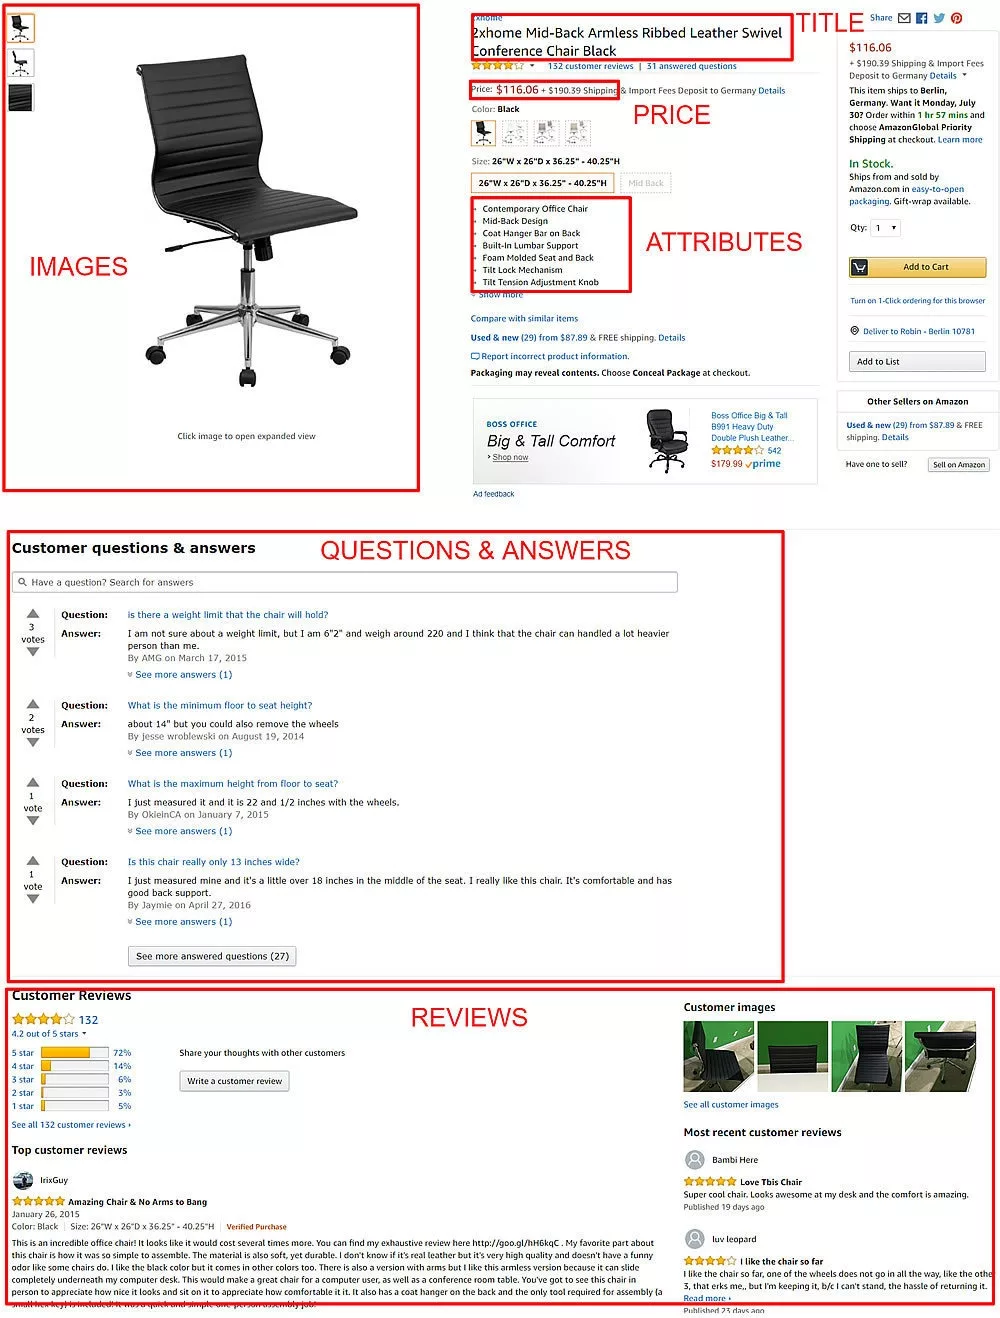 2xhome
TITLE
2xhome Mid-Back Armless Ribbed Leather Swivel
Conference Chair Black
132 customer reviews | 31 answered questions
Price: $116.06 + $190.39 Shipping & Import Fees Deposit to Germany Details
PRICE
Color: Black
Size: 26"W x 26"D x 36.25" - 40.25"H
26"W x 26"D x 36.25" - 40.25"H
Mid Back
Contemporary Office Chair
Mid-Back Design
Coat Hanger Bar on Back
Built-In Lumbar Support
Foam Molded Seat and Back
Tilt Lock Mechanism
Tilt Tension Adjustment Knob
Show more
ATTRIBUTES
IMAGES
Click image to open expanded view
Compare with similar items
Used & new (29) from $87.89 & FREE shipping. Details
Report incorrect product information.
Packaging may reveal contents. Choose Conceal Package at checkout.
BOSS OFFICE
Big & Tall Comfort
› Shop now
Boss Office Big & Tall
B991 Heavy Duty
Double Plush Leather...
542
$179.99 prime
Ad feedback
Share
$116.06
+ $190.39 Shipping & Import Fees
Deposit to Germany Details
This item ships to Berlin,
Germany. Want it Monday, July
30? Order within 1 hr 57 mins and
choose AmazonGlobal Priority
Shipping at checkout. Learn more
In Stock.
Ships from and sold by
Amazon.com in easy-to-open
packaging. Gift-wrap available.
Qty: 1
Add to Cart
Turn on 1-Click ordering for this browser
Deliver to Robin - Berlin 10781
Add to List
Other Sellers on Amazon
Used & new (29) from $87.89 & FREE
shipping. Details
Have one to sell? Sell on Amazon
Customer questions & answers
QUESTIONS & ANSWERS
Have a question? Search for answers
3
votes
Question: is there a weight limit that the chair will hold?
Answer: I am not sure about a weight limit, but I am 6"2" and weigh around 220 and I think that the chair can handled a lot heavier
person than me.
By AMG on March 17, 2015
See more answers (1)
2
votes
Question: What is the minimum floor to seat height?
Answer: about 14" but you could also remove the wheels
By jesse wroblewski on August 19, 2014
See more answers (1)
1
vote
Question: What is the maximum height from floor to seat?
Answer: I just measured it and it is 22 and 1/2 inches with the wheels.
By OkieInCA on January 7, 2015
See more answers (1)
1
vote
Question: Is this chair really only 13 inches wide?
Answer: I just measured mine and it's a little over 18 inches in the middle of the seat. I really like this chair. It's comfortable and has
good back support.
By Jaymie on April 27, 2016
See more answers (1)
See more answered questions (27)
Customer Reviews
REVIEWS
132
4.2 out of 5 stars
5 star 72%
4 star 14%
3 star 6%
2 star 3%
1 star 5%
See all 132 customer reviews ›
Share your thoughts with other customers
Write a customer review
Top customer reviews
IrixGuy
Amazing Chair & No Arms to Bang
January 26, 2015
Color: Black | Size: 26"W x 26"D x 36.25" - 40.25"H | Verified Purchase
This is an incredible office chair! It looks like it would cost several times more. You can find my exhaustive review here http://goo.gl/hH6kqC . My favorite part about
this chair is how it was so simple to assemble. The material is also soft, yet durable. I don't know if it's real leather but it's very high quality and doesn't have a funny
odor like some chairs do. I like the black color but it comes in other colors too. There is also a version with arms but I like this armless version because it can slide
completely underneath my computer desk. This would make a great chair for a computer user, as well as a conference room table. You've got to see this chair in
person to appreciate how nice it looks and sit on it to appreciate how comfortable it it. It also has a coat hanger on the back and the only tool required for assembly (a
small hex key) is included! It was a quick and simple one-person assembly job!
Customer images
See all customer images
Most recent customer reviews
Bambi Here
Love This Chair
Super cool chair. Looks awesome at my desk and the comfort is amazing.
Published 19 days ago
luv leopard
I like the chair so far
I like the chair so far, one of the wheels does not go in all the way, like the othe
3, that erks me,, but I'm keeping it, b/c I can't stand, the hassle of returning it.
Read more ›
Published 23 days ago